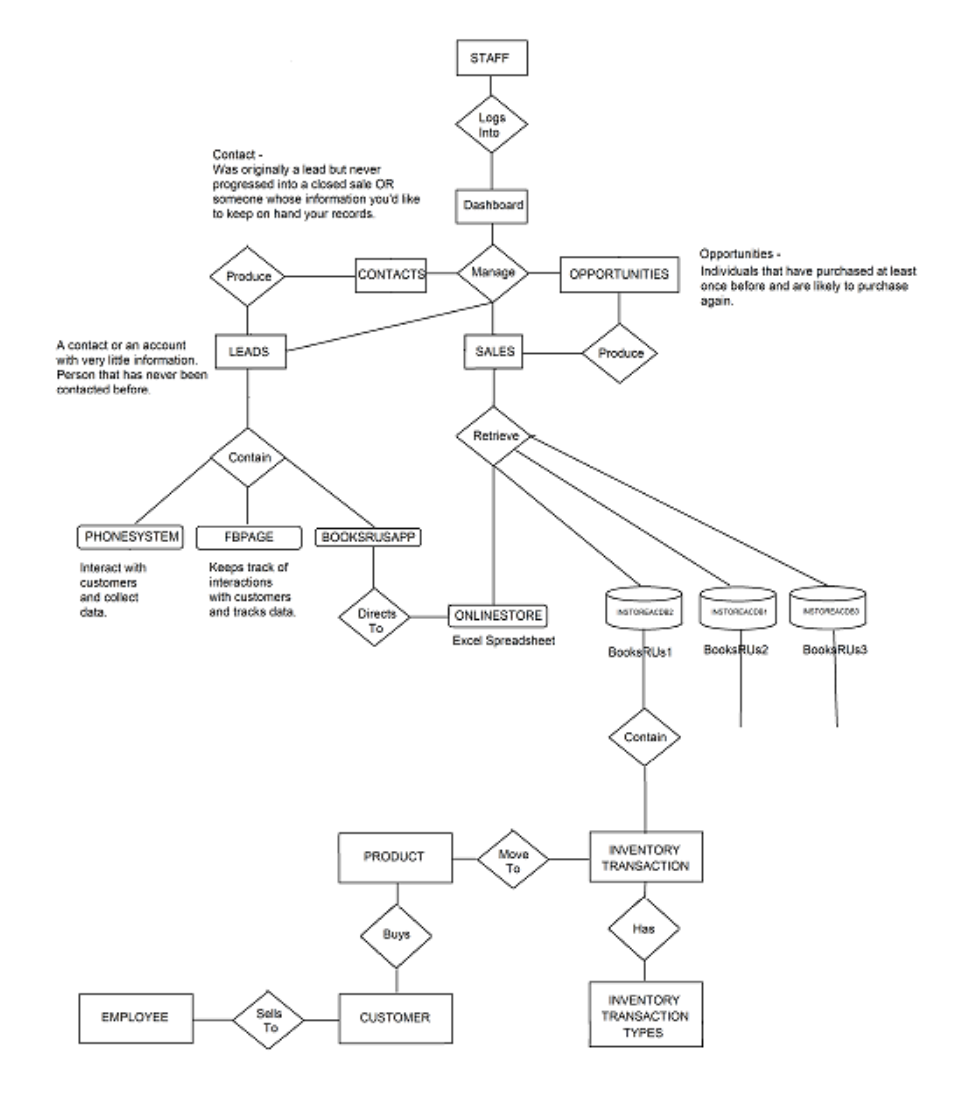 STAFF
Logs
Into
Contact -
Was originally a lead but never
progressed into a closed sale OR
someone whose information you'd like
to keep on hand your records.
Dashboard
Produce
CONTACTS
Manage
OPPORTUNITIES
Opportunities -
Individuals that have purchased at least
once before and are likely to purchase
again.
A contact or an account
with very little information.
Person that has never been
contacted before.
LEADS
SALES
Produce
Contain
Retrieve
PHONESYSTEM
FBPAGE
BOOKSRUSAPP
Interact with
customers
and collect
data.
Keeps track of
interactions
with customers
and tracks data.
Directs
To
ONLINESTORE
Excel Spreadsheet
INSTOREACDB2
INSTOREACDB1
INSTOREACDB3
BooksRUs1
BooksRUs2
BooksRUs3
Contain
PRODUCT
Move
To
INVENTORY
TRANSACTION
Buys
Has
EMPLOYEE
Sells
To
CUSTOMER
INVENTORY
TRANSACTION
TYPES